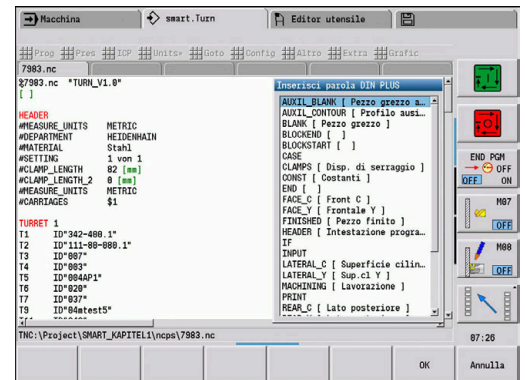 Macchina
smart.Turn
Editor utensile
Prog Pres ICP Units» Goto Config Altro Extra Grafic
7983.nc
%7983.nc "TURN_V1.0"
[ ]
HEADER
#MEASURE_UNITS METRIC
#DEPARTMENT HEIDENHAIN
#MATERIAL Stahl
#SETTING 1 von 1
#CLAMP_LENGTH 82 [mm]
#CLAMP_LENGTH_2 0 [mm]
#MEASURE_UNITS METRIC
#CARRIAGES $1
TURRET 1
T1 ID"342-400.1"
T2 ID"111-80-080.1"
T3 ID"007"
T4 ID"003"
T5 ID"004AP1"
T6 ID"020"
T7 ID"037"
T9 ID"04mtest5"
Inserisci parola DIN PLUS
AUXIL_BLANK [ Pezzo grezzo a…
AUXIL_CONTOUR [ Profilo ausi…
BLANK [ Pezzo grezzo ]
BLOCKEND [ ]
BLOCKSTART [ ]
CASE
CLAMPS [ Disp. di serraggio ]
CONST [ Costanti ]
END [ ]
FACE_C [ Front C ]
FACE_Y [ Frontale Y ]
FINISHED [ Pezzo finito ]
HEADER [ Intestazione progra…
IF
INPUT
LATERAL_C [ Superficie cilin…
LATERAL_Y [ Sup.cl Y ]
MACHINING [ Lavorazione ]
PRINT
REAR_C [ Lato posteriore ]
TNC:\Project\SMART_KAPITEL1\ncps\7983.nc
END PGM
OFF
OFF ON
M07
OFF
M08
OFF
07:26
OK
Annulla